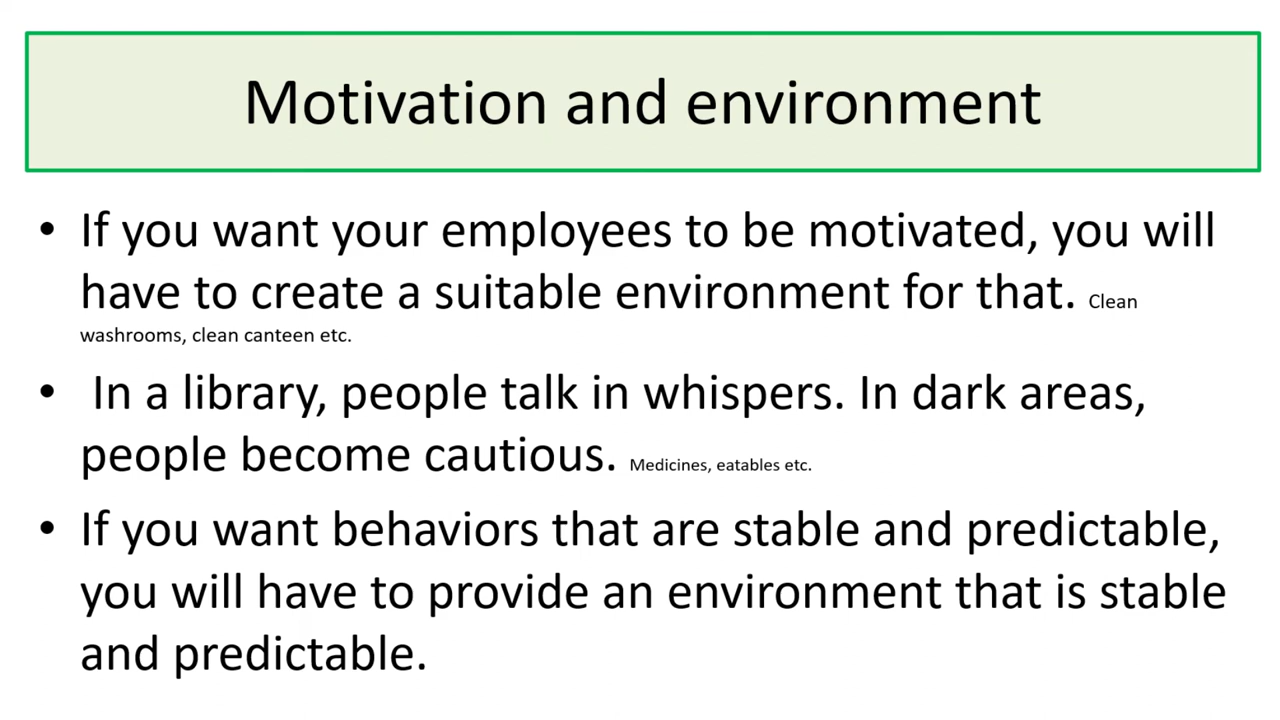 Motivation and environment
• If you want your employees to be motivated, you will
have to create a suitable environment for that. Clean
washrooms, clean canteen etc.
• In a library, people talk in whispers. In dark areas,
people become cautious. Medicines, eatables etc.
• If you want behaviors that are stable and predictable,
you will have to provide an environment that is stable
and predictable.